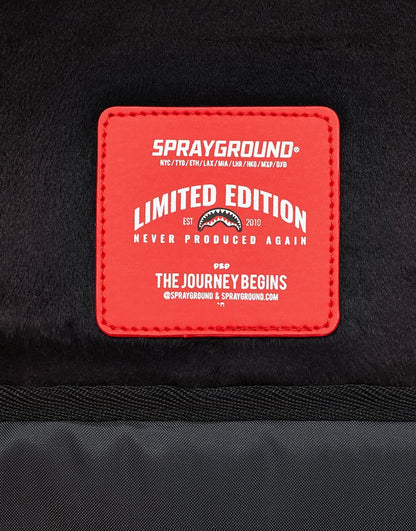 SPRAYGROUND®
NYC/TYO/ETH/LAX/MIA/LHR/HKG/MXP/DXB
LIMITED EDITION
EST. 2010
NEVER PRODUCED AGAIN
THE JOURNEY BEGINS
@SPRAYGROUND & SPRAYGROUND.COM